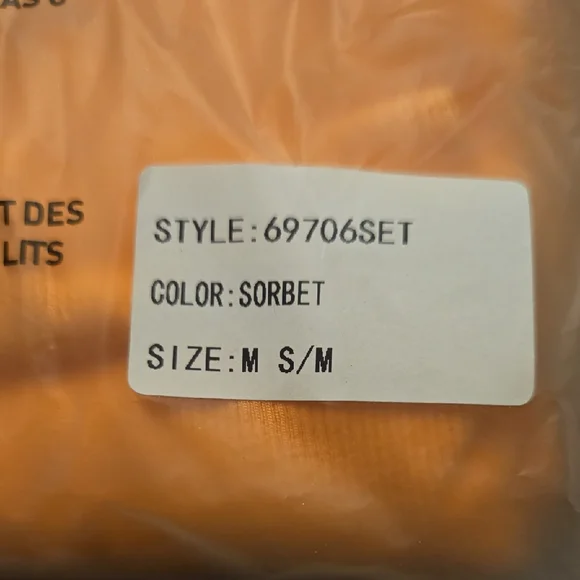 T DES
LITS
STYLE:69706SET
COLOR:SORBET
SIZE:M S/M